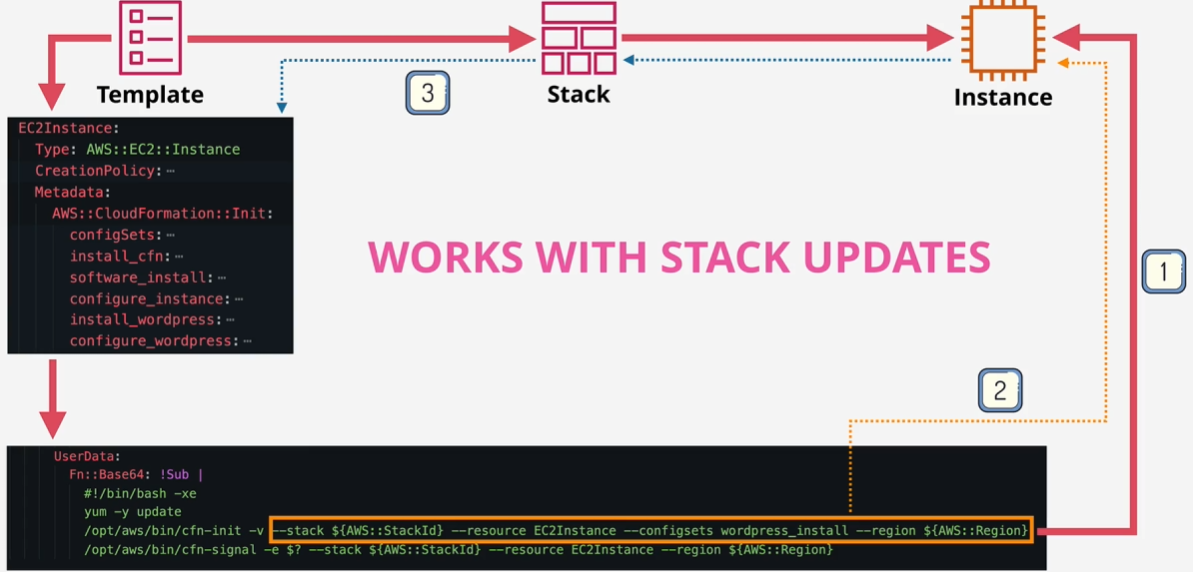 Template
Stack
Instance
3
EC2Instance:
Type: AWS::EC2::Instance
CreationPolicy: ⋯
Metadata:
AWS::CloudFormation::Init:
configSets: ⋯
install_cfn: ⋯
software_install: ⋯
configure_instance: ⋯
install_wordpress: ⋯
configure_wordpress: ⋯
WORKS WITH STACK UPDATES
1
2
UserData:
Fn::Base64: !Sub |
#!/bin/bash -xe
yum -y update
/opt/aws/bin/cfn-init -v --stack ${AWS::StackId} --resource EC2Instance --configsets wordpress_install --region ${AWS::Region}
/opt/aws/bin/cfn-signal -e $? --stack ${AWS::StackId} --resource EC2Instance --region ${AWS::Region}